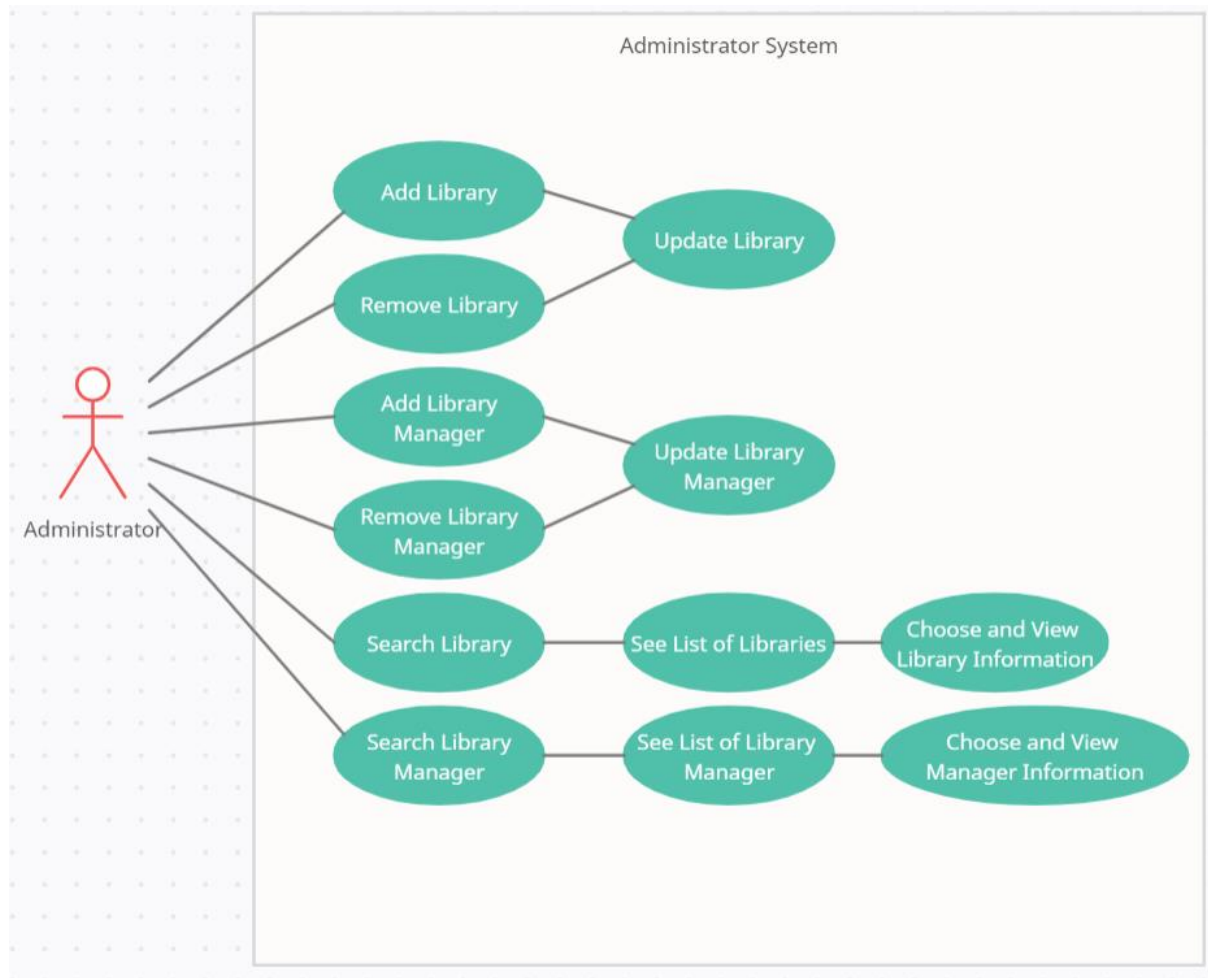 Administrator System
Add Library
Update Library
Remove Library
Add Library
Manager
Update Library
Manager
Remove Library
Manager
Administrator
Search Library
See List of Libraries
Choose and View
Library Information
Search Library
Manager
See List of Library
Manager
Choose and View
Manager Information